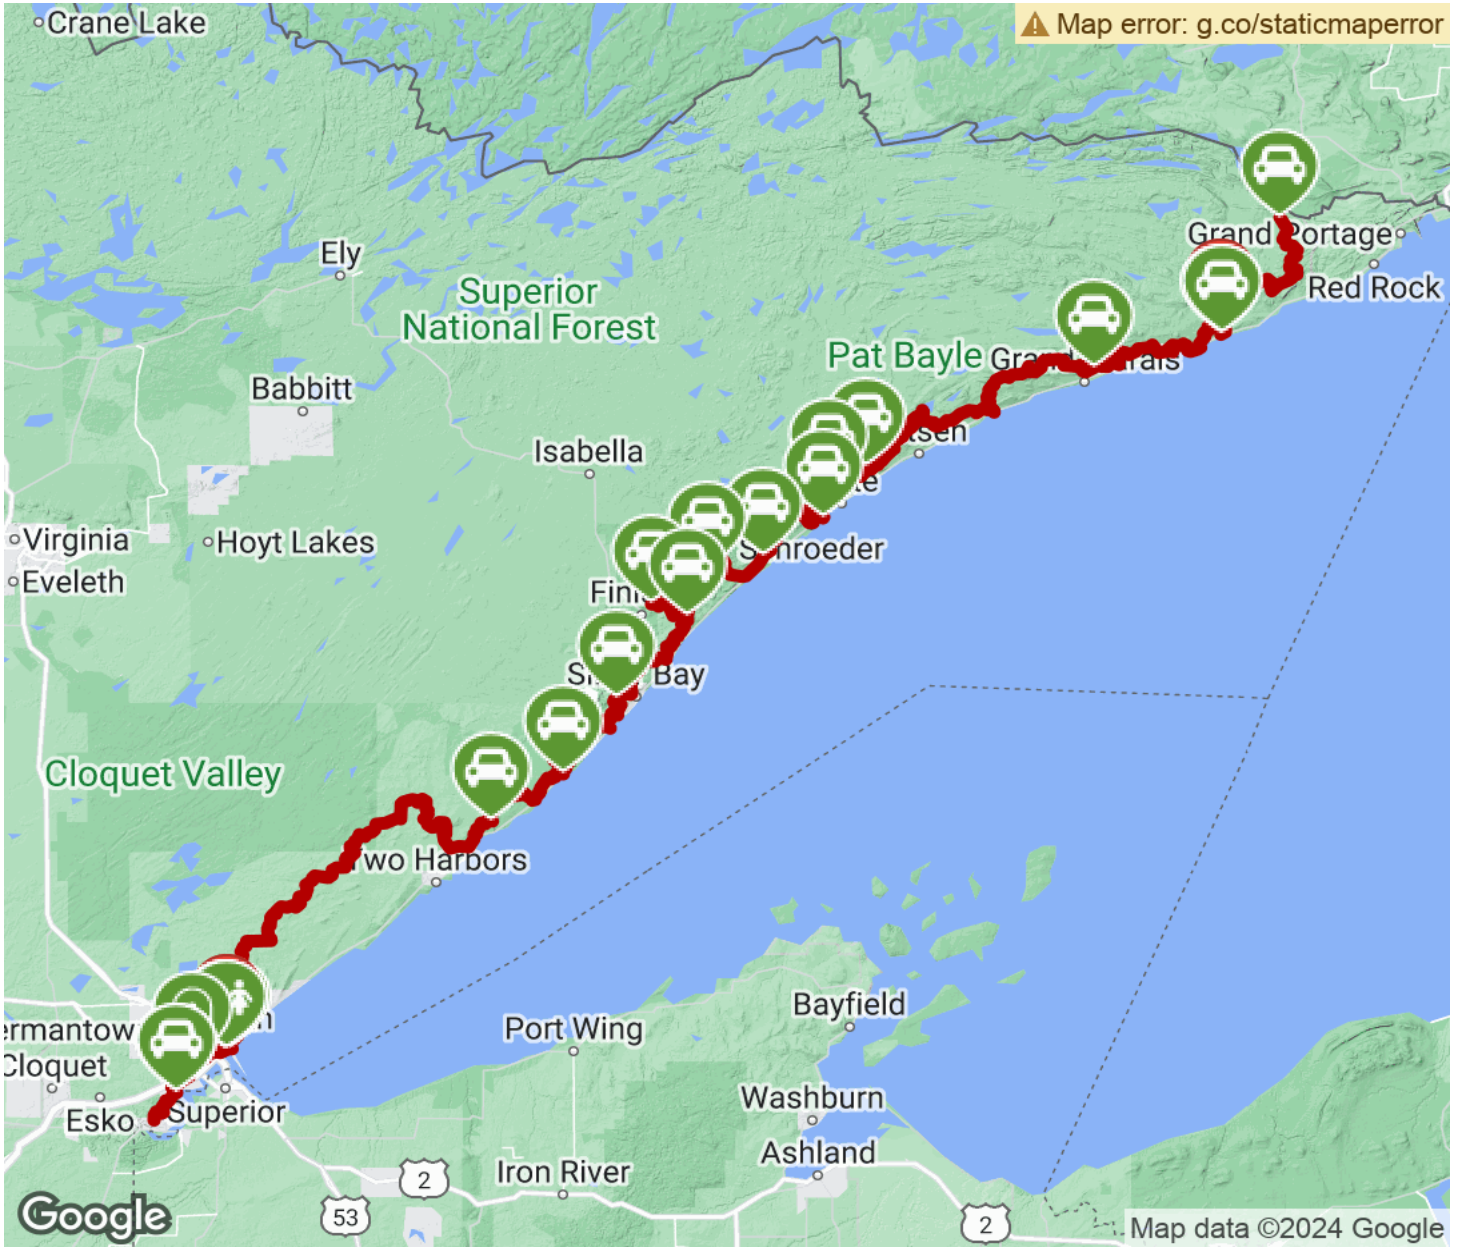 Crane Lake
Map error: g.co/staticmaperror
Ely
Grand Portage
Red Rock
Superior
National Forest
Pat Bayle
Babbitt
Isabella
Virginia
Hoyt Lakes
Schroeder
Eveleth
Bay
Cloquet Valley
Two Harbors
Bayfield
Port Wing
Cloquet
Washburn
Esko
Superior
Ashland
Iron River
2
53
2
Google
Map data ©2024 Google